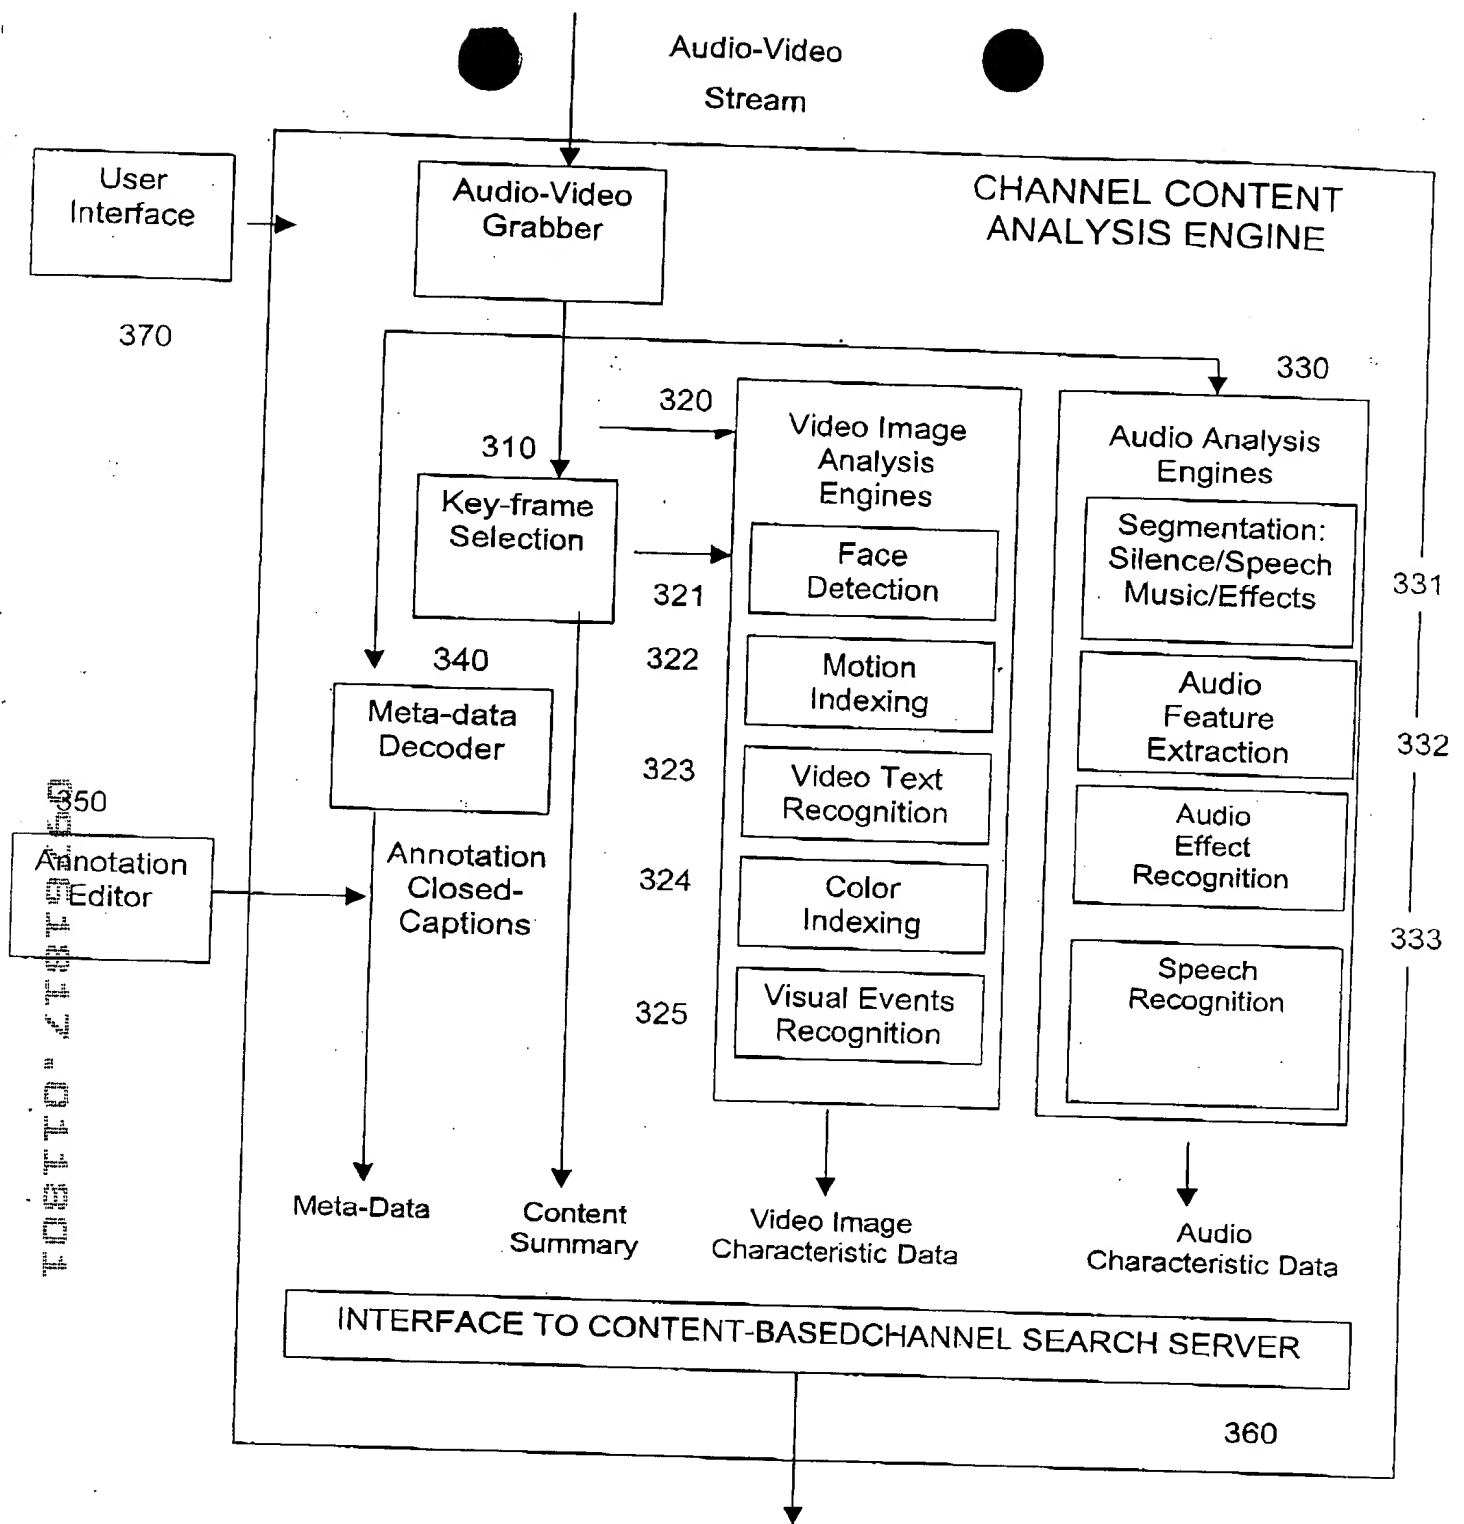 Audio-Video
Stream
User
Interface
370
Audio-Video
Grabber
CHANNEL CONTENT
ANALYSIS ENGINE
310
Key-frame
Selection
320
321
322
323
324
325
Video Image
Analysis
Engines
Face
Detection
Motion
Indexing
Video Text
Recognition
Color
Indexing
Visual Events
Recognition
330
Audio Analysis
Engines
Segmentation:
Silence/Speech
Music/Effects
331
Audio
Feature
Extraction
332
Audio
Effect
Recognition
333
Speech
Recognition
340
Meta-data
Decoder
350
Annotation
Editor
Annotation
Closed-
Captions
Meta-Data
Content
Summary
Video Image
Characteristic Data
Audio
Characteristic Data
INTERFACE TO CONTENT-BASEDCHANNEL SEARCH SERVER
360